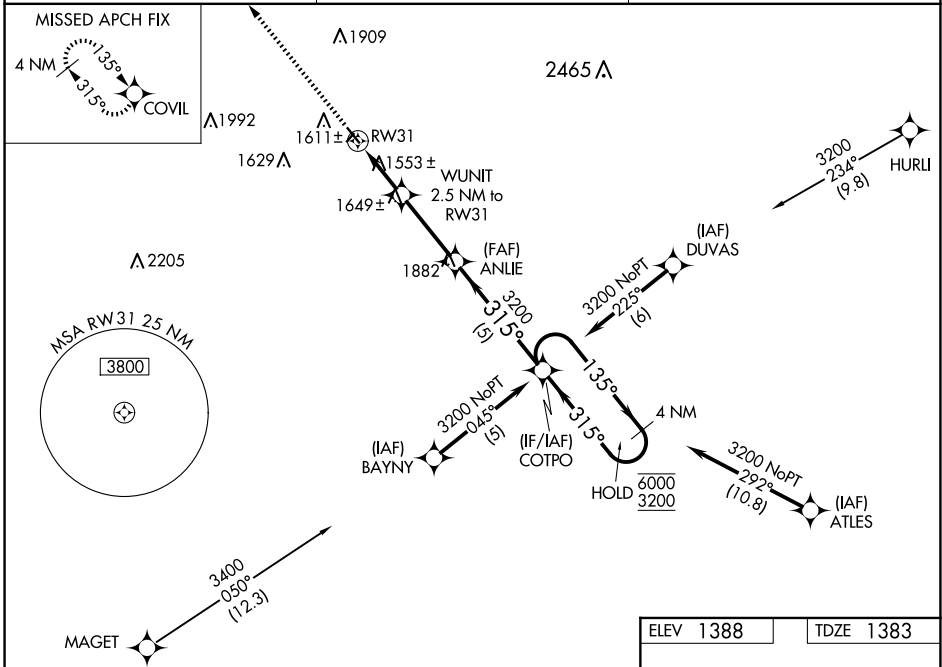 MISSED APCH FIX
4 NM
135°
315°
COVIL
1909
2465
1992
1611± RW31
1629
1553 ±
WUNIT
2.5 NM to
RW31
1649±
3200
234°
(9.8)
HURLI
(IAF)
DUVAS
2205
(FAF)
ANLIE
1882
3200 NoPT
225°
(6)
3200
315°
(5)
MSA RW31 25 NM
3800
135°
4 NM
315°
3200 NoPT
045°
(5)
(IAF)
BAYNY
(IF/IAF)
COTPO
HOLD 6000
3200
3200 NoPT
292°
(10.8)
(IAF)
ATLES
3400
050°
(12.3)
MAGET
ELEV 1388
TDZE 1383